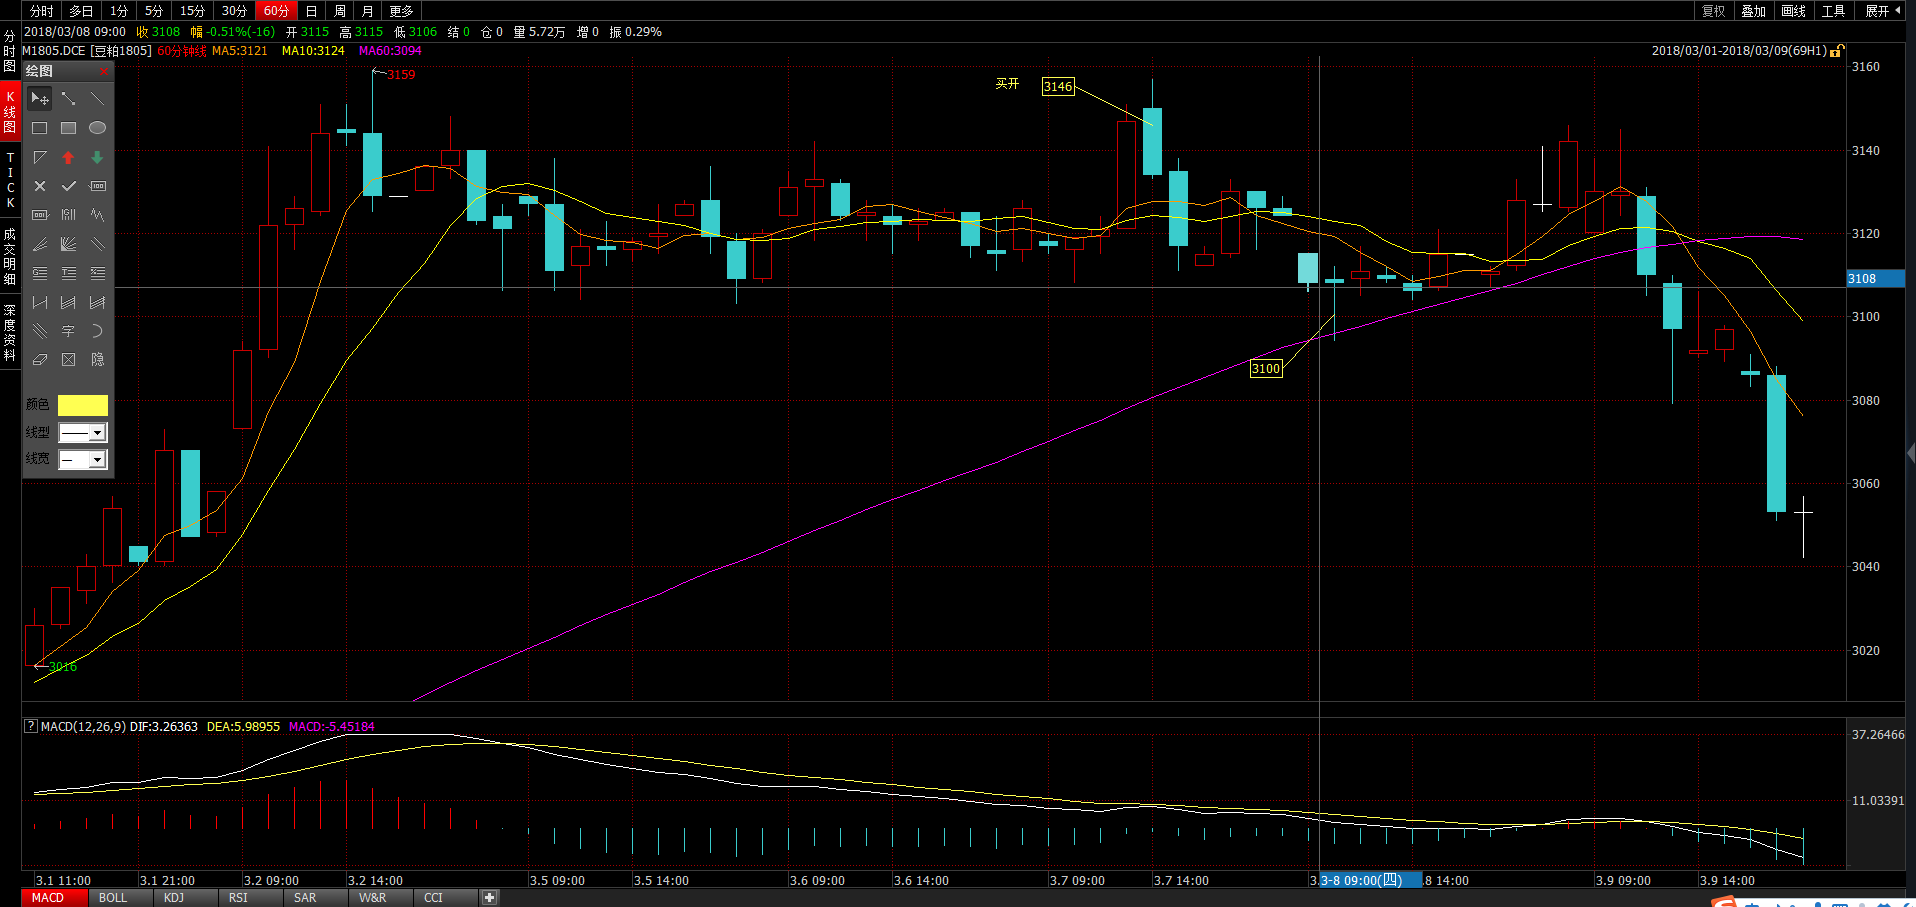 分时 多日 1分 5分 15分 30分 60分 日 周 月 更多 复权 叠加 画线 工具 展开
2018/03/08 09:00 收 3108 幅 -0.51%(-16) 开 3115 高 3115 低 3106 结 0 仓 0 量 5.72万 增 0 振 0.29%
M1805.DCE [豆粕1805] 60分钟线 MA5:3121 MA10:3124 MA60:3094 2018/03/01-2018/03/09(69H1)
分时图
K线图
TICK
成交明细
深度资料
绘图
字
隐
颜色
线型
线宽
3159
买开
3146
3100
3016
3160
3140
3120
3108
3100
3080
3060
3040
3020
? MACD(12,26,9) DIF:3.26363 DEA:5.98955 MACD:-5.45184
37.26466
11.03391
3.1 11:00 3.1 21:00 3.2 09:00 3.2 14:00 3.5 09:00 3.5 14:00 3.6 09:00 3.6 14:00 3.7 09:00 3.7 14:00 3.3-8 09:00(四) .8 14:00 3.9 09:00 3.9 14:00
MACD BOLL KDJ RSI SAR W&R CCI